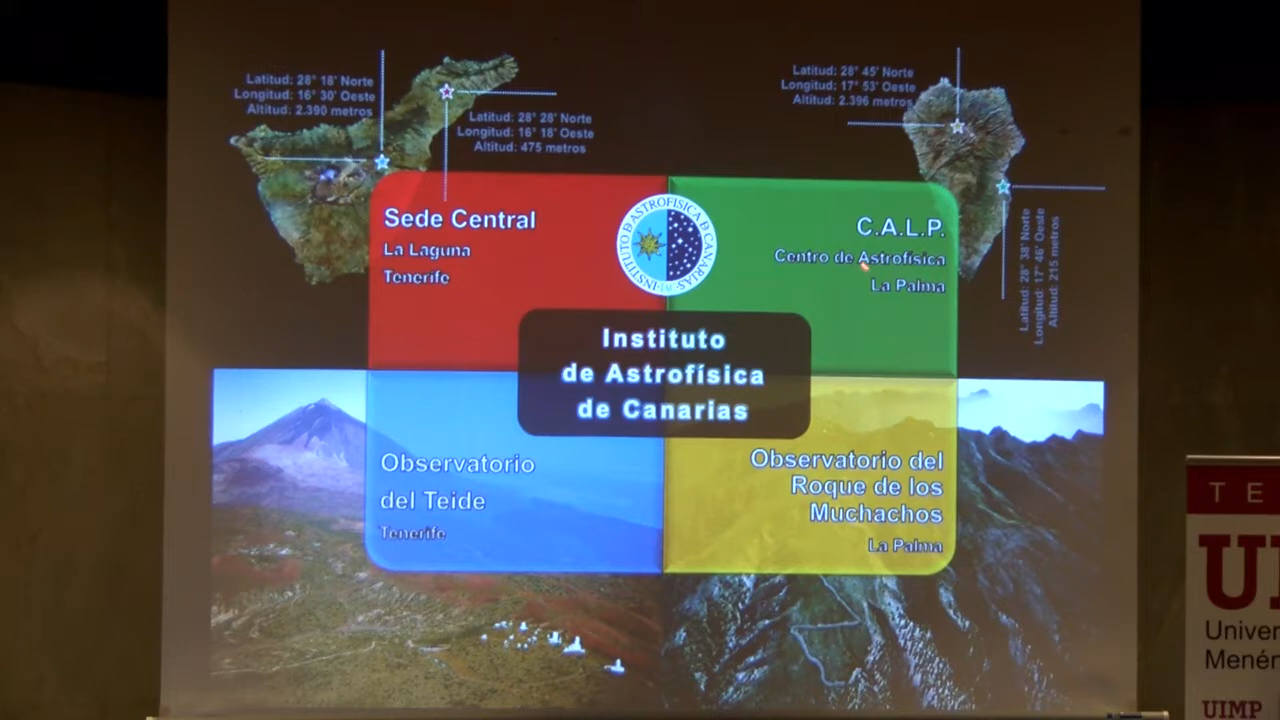 Latitud: 28° 18' Norte
Longitud: 16° 30' Oeste
Altitud: 2.390 metros
Latitud: 28° 28' Norte
Longitud: 16° 18' Oeste
Altitud: 475 metros
Latitud: 28° 45' Norte
Longitud: 17° 53' Oeste
Altitud: 2.396 metros
Latitud: 28° 38' Norte
Longitud: 17° 46' Oeste
Altitud: 215 metros
Sede Central
La Laguna
Tenerife
INSTITUTO D ASTROFISICA D CANARIAS
C.A.L.P.
Centro de Astrofísica
La Palma
Instituto
de Astrofísica
de Canarias
Observatorio
del Teide
Tenerife
Observatorio del
Roque de los
Muchachos
La Palma
TE
UI
Univer
Menén
UIMP